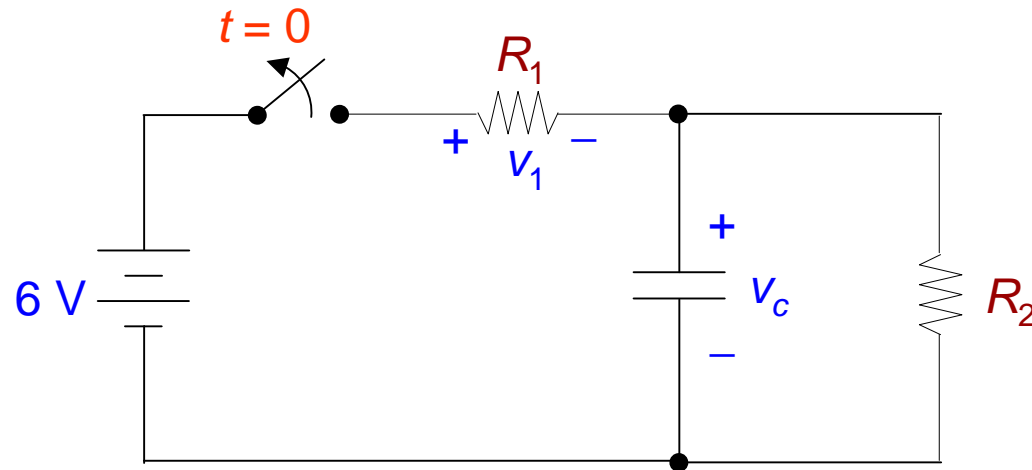 t = 0
R1
+ v1 –
+
6 V
vc
R2
–